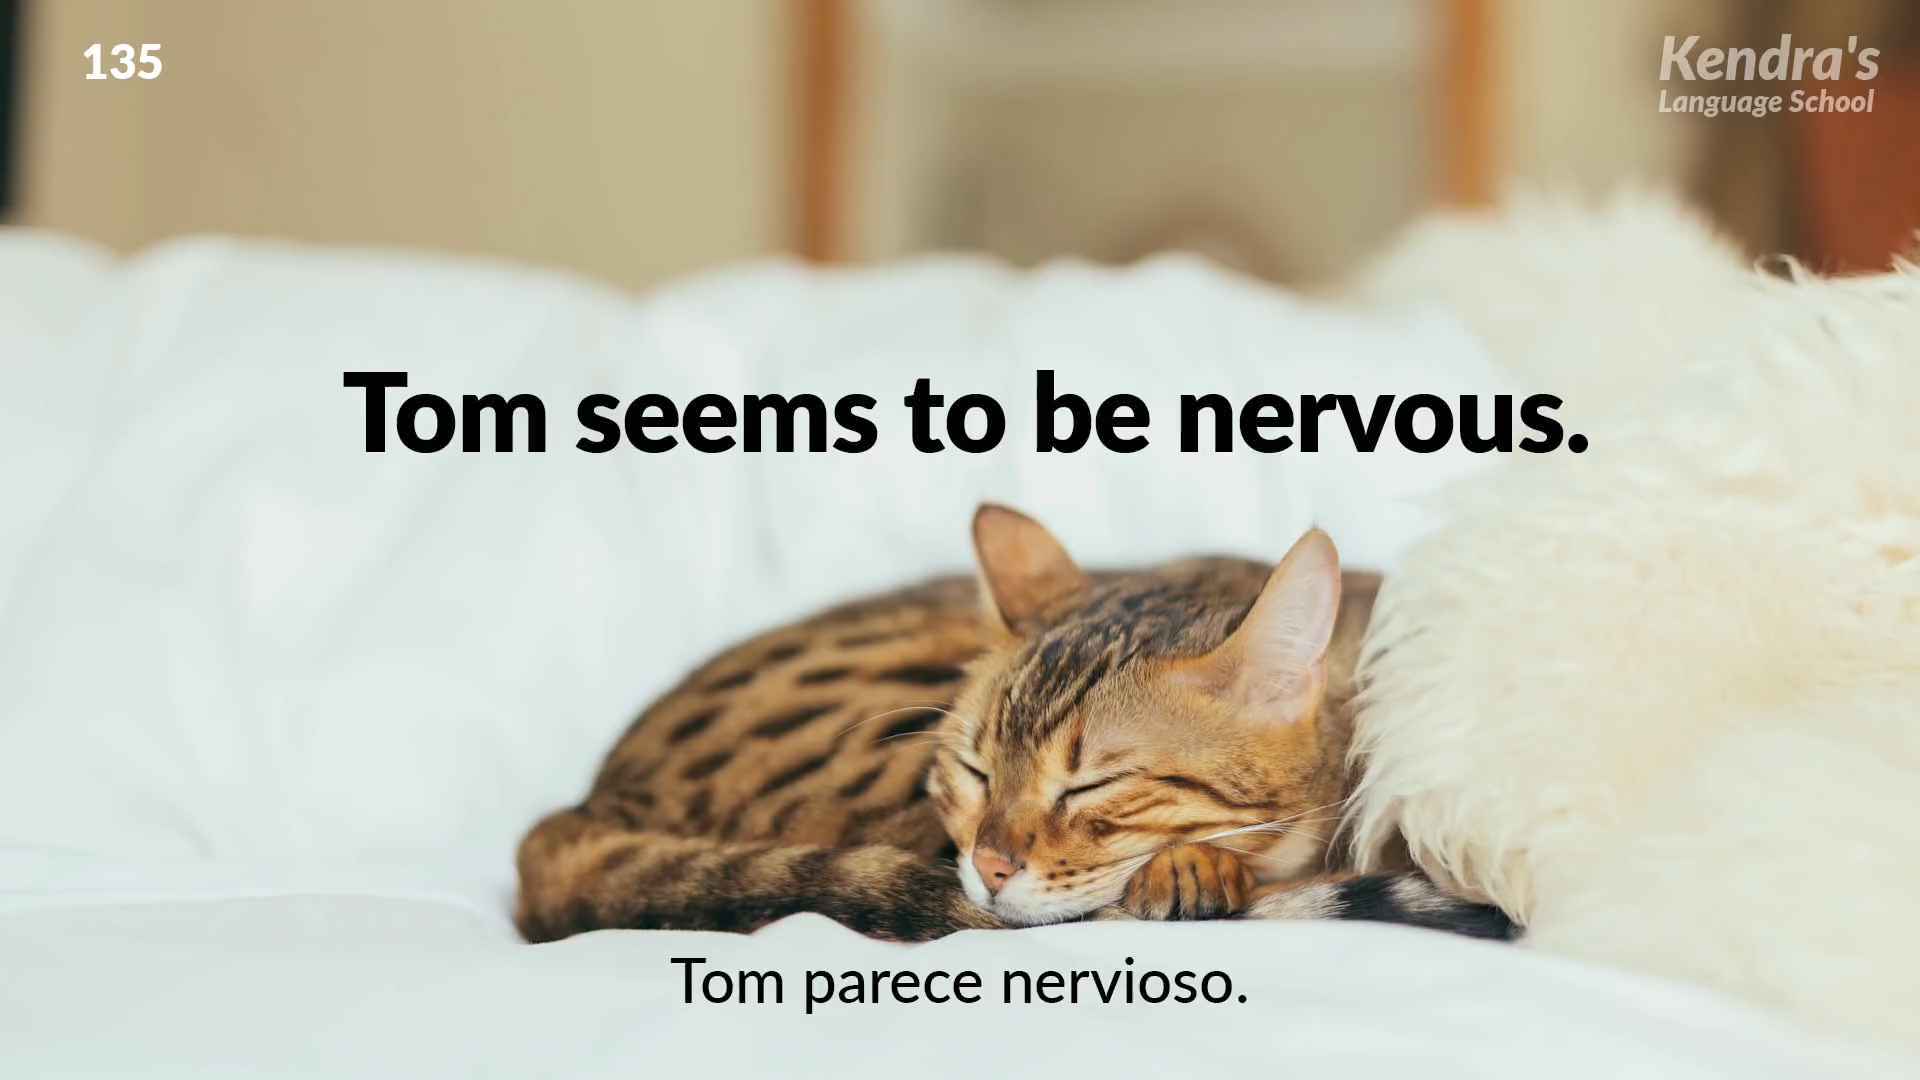 135
Kendra's
Language School
Tom seems to be nervous.
Tom parece nervioso.